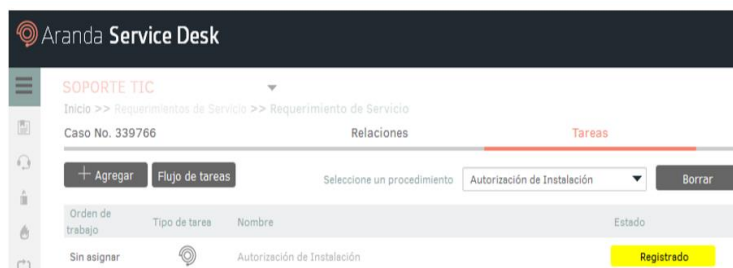 Aranda Service Desk
SOPORTE TIC
Inicio >> Requerimientos de Servicio >> Requerimiento de Servicio
Caso No. 339766 Relaciones Tareas
+ Agregar Flujo de tareas Seleccione un procedimiento Autorización de Instalación Borrar
Orden de trabajo Tipo de tarea Nombre Estado
Sin asignar Autorización de Instalación Registrado